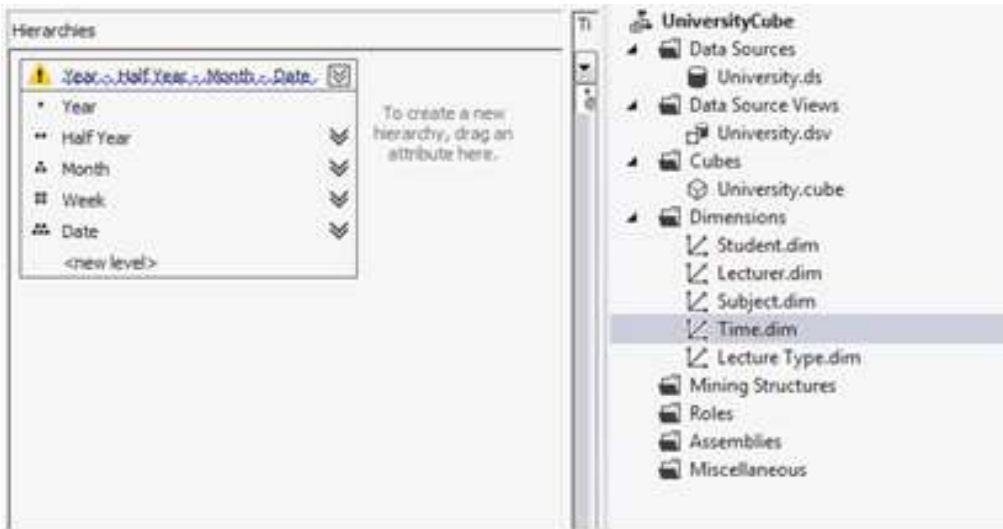 Hierarchies
Year - Half Year - Month - Date
Year
Half Year
Month
Week
Date
<new level>
To create a new
hierarchy, drag an
attribute here.
Ti
UniversityCube
Data Sources
University.ds
Data Source Views
University.dsv
Cubes
University.cube
Dimensions
Student.dim
Lecturer.dim
Subject.dim
Time.dim
Lecture Type.dim
Mining Structures
Roles
Assemblies
Miscellaneous